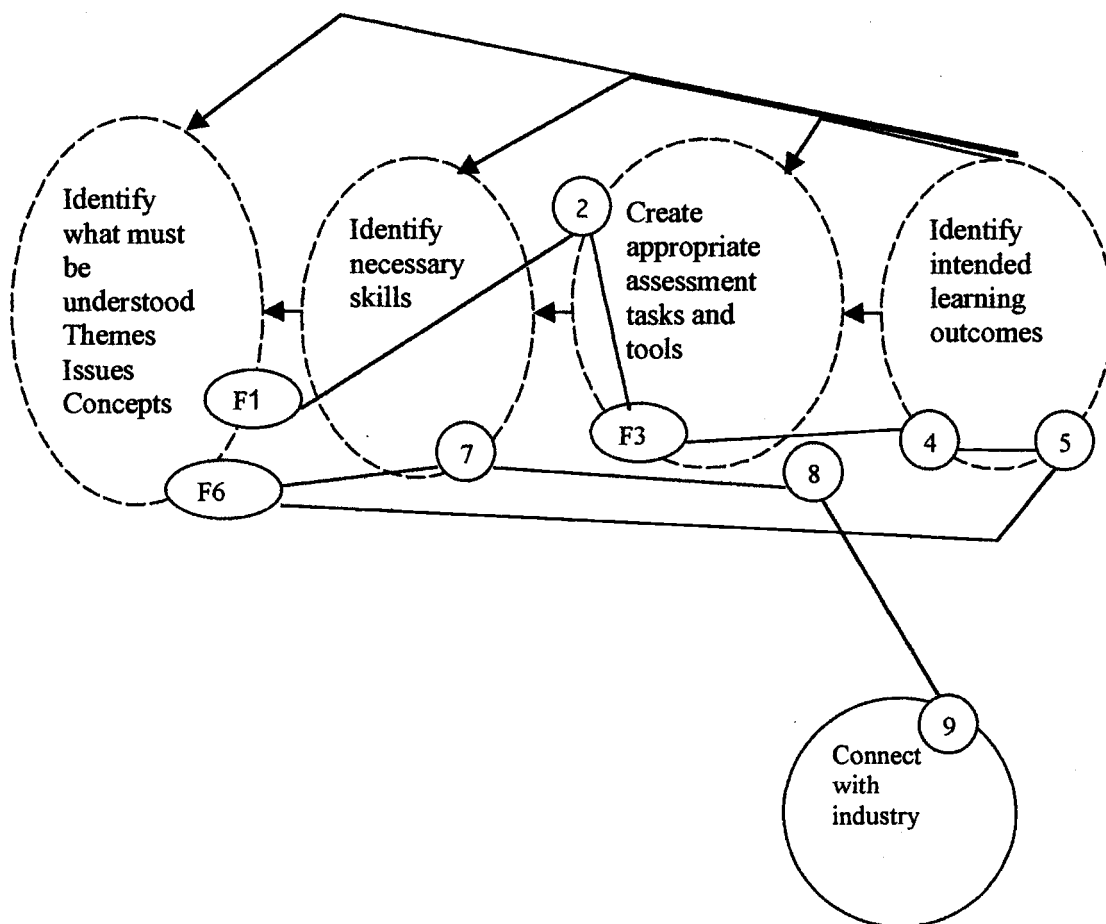 Identify
what must
be
understood
Themes
Issues
Concepts
Identify
necessary
skills
2
Create
appropriate
assessment
tasks and
tools
Identify
intended
learning
outcomes
F1
F3
4
5
7
8
F6
9
Connect
with
industry